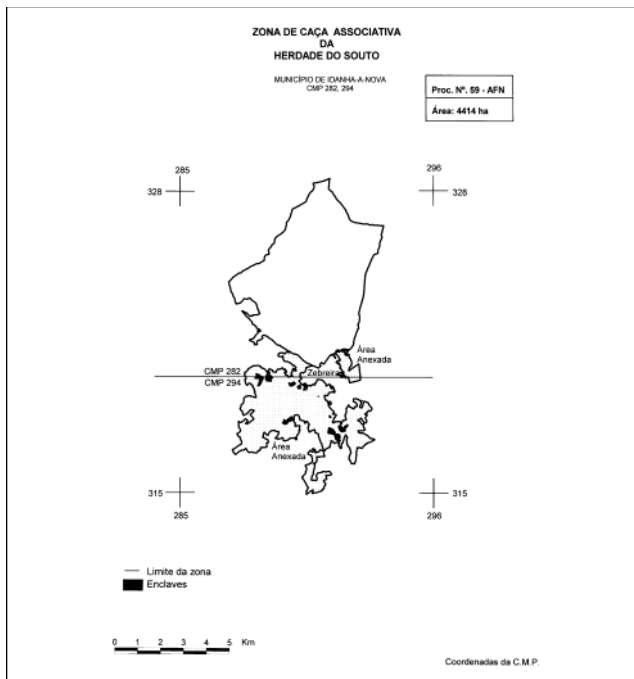 ZONA DE CAÇA ASSOCIATIVA
DA
HERDADE DO SOUTO
MUNICÍPIO DE IDANHA-A-NOVA
CMP 282, 294
Proc. Nº. 59 - AFN
Área: 4414 ha
285
296
328
328
Área
Anexada
CMP 282
Zebreira
CMP 294
Área
Anexada
315
315
285
296
Limite da zona
Enclaves
0 1 2 3 4 5 Km
Coordenadas da C.M.P.